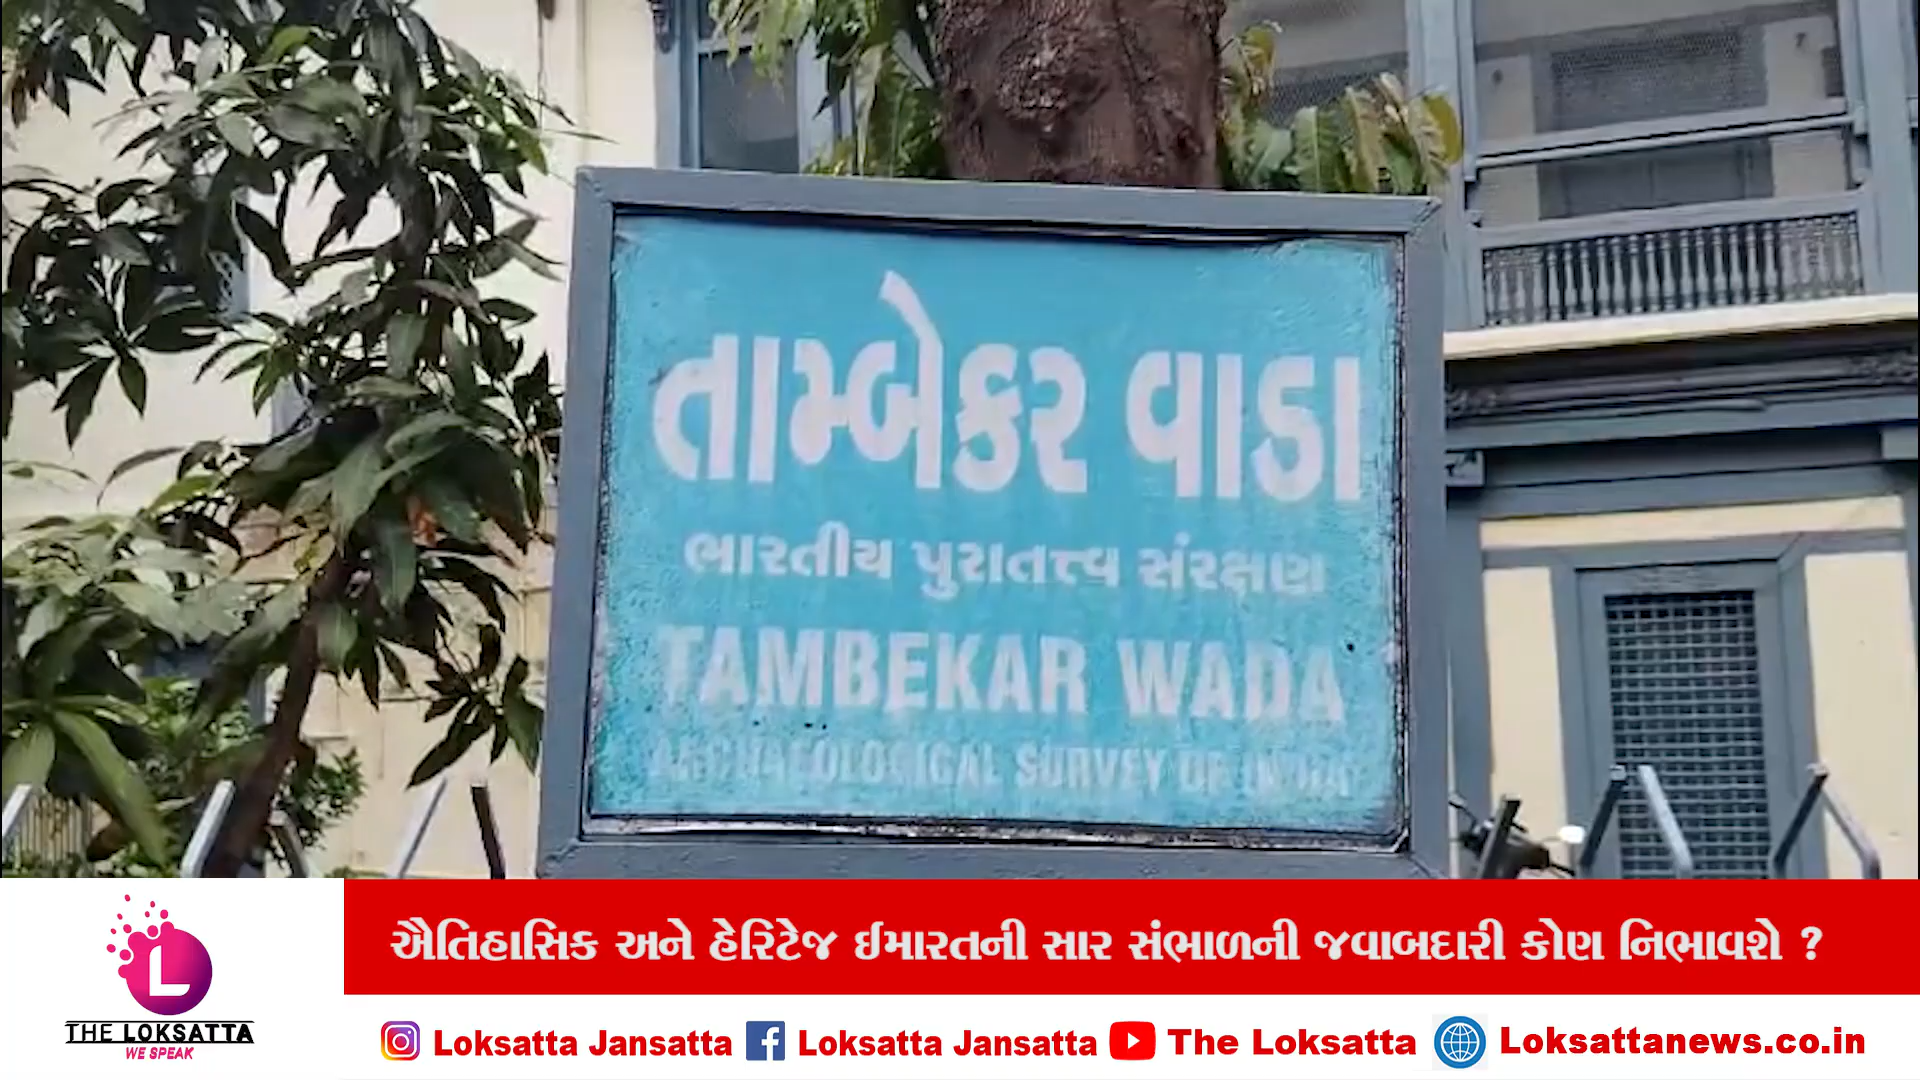 તામ્બેકર વાડા
ભારતીય પુરાતત્ત્વ સંરક્ષણ
TAMBEKAR WADA
ARCHAEOLOGICAL SURVEY OF INDIA
ઐતિહાસિક અને હેરિટેજ ઈમારતની સાર સંભાળની જવાબદારી કોણ નિભાવશે ?
L
THE LOKSATTA
WE SPEAK
Loksatta Jansatta Loksatta Jansatta The Loksatta Loksattanews.co.in